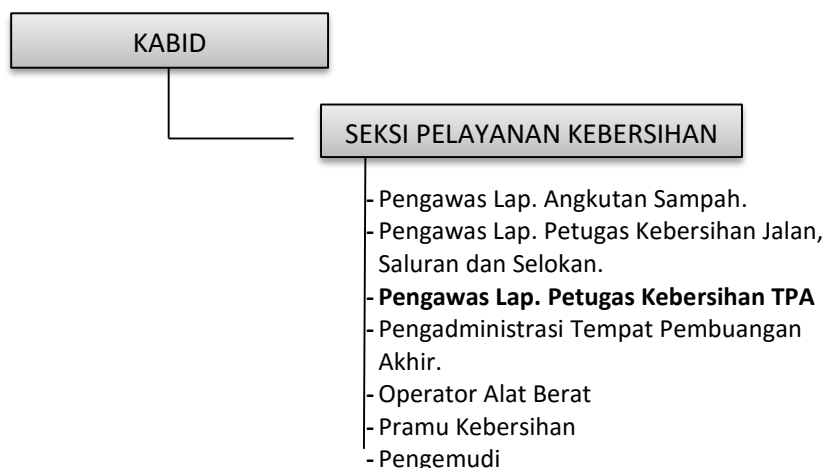 KABID
SEKSI PELAYANAN KEBERSIHAN
- Pengawas Lap. Angkutan Sampah.
- Pengawas Lap. Petugas Kebersihan Jalan,
Saluran dan Selokan.
- Pengawas Lap. Petugas Kebersihan TPA
- Pengadministrasi Tempat Pembuangan
Akhir.
- Operator Alat Berat
- Pramu Kebersihan
- Pengemudi